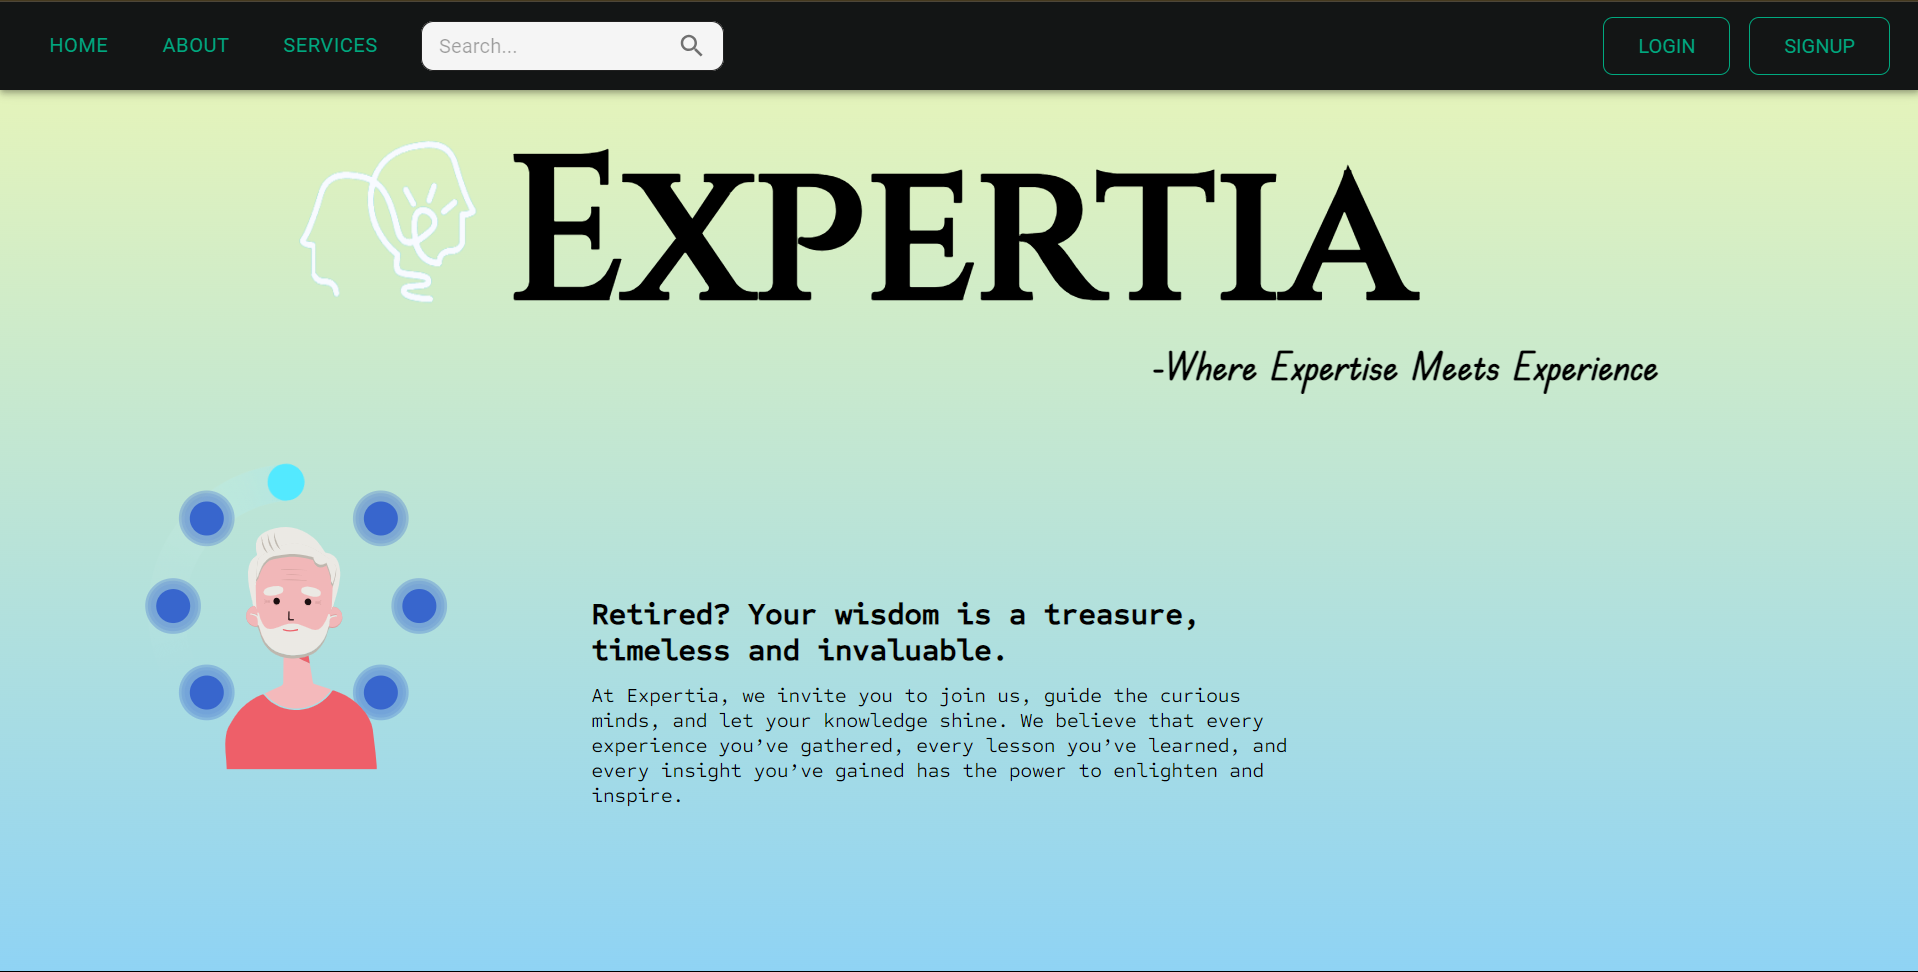 HOME ABOUT SERVICES Search... LOGIN SIGNUP
EXPERTIA
-Where Expertise Meets Experience
Retired? Your wisdom is a treasure,
timeless and invaluable.
At Expertia, we invite you to join us, guide the curious
minds, and let your knowledge shine. We believe that every
experience you’ve gathered, every lesson you’ve learned, and
every insight you’ve gained has the power to enlighten and
inspire.